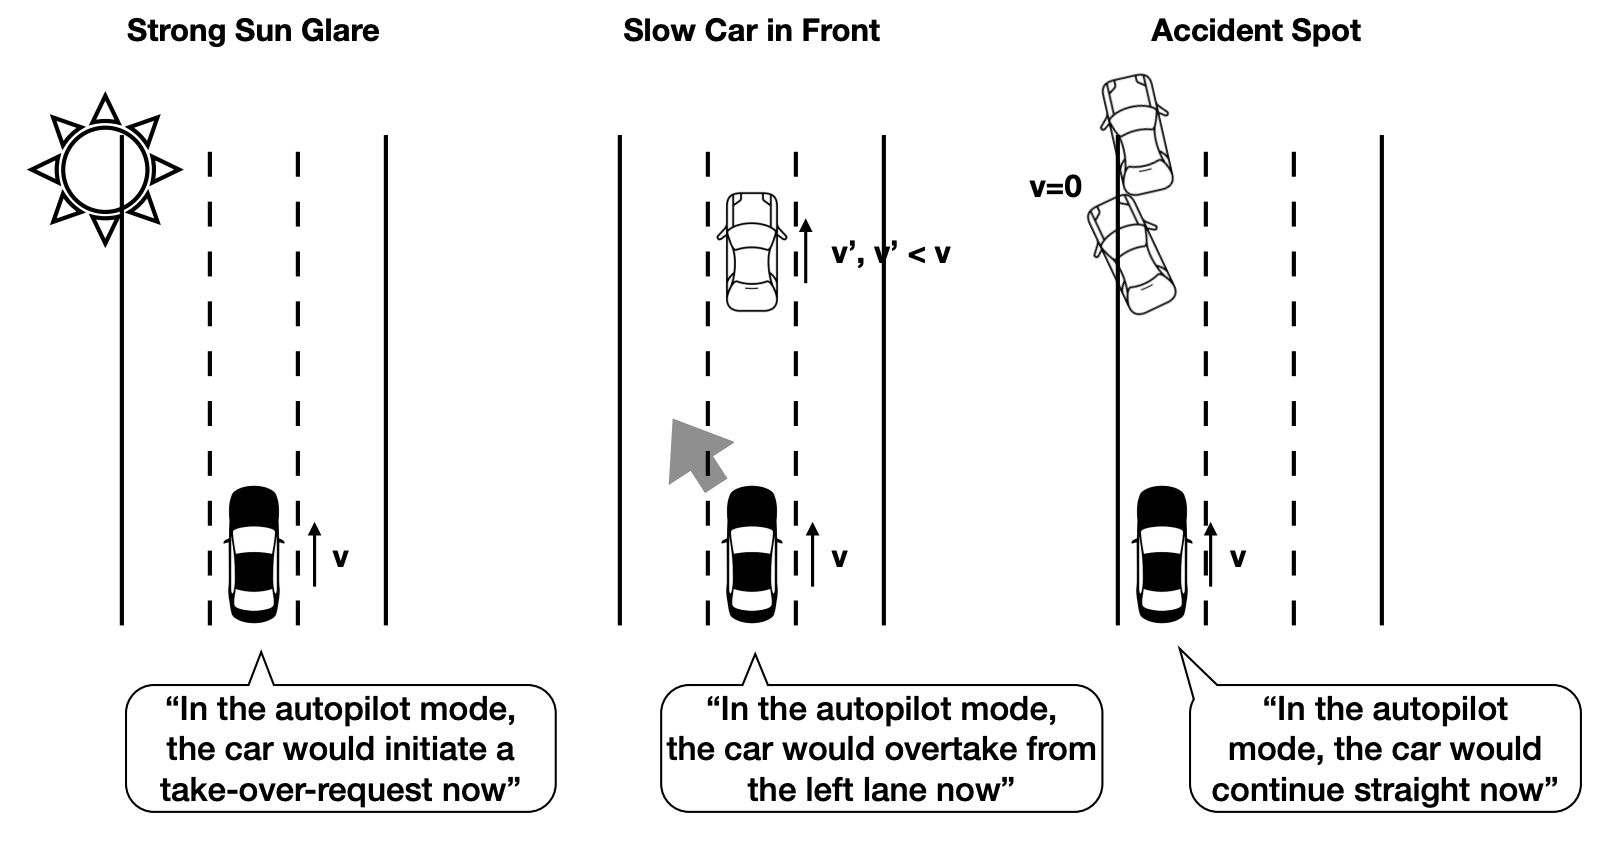 Strong Sun Glare
Slow Car in Front
Accident Spot
v=0
v’, v’ < v
v
v
v
“In the autopilot mode,
the car would initiate a
take-over-request now”
“In the autopilot mode,
the car would overtake from
the left lane now”
“In the autopilot
mode, the car would
continue straight now”